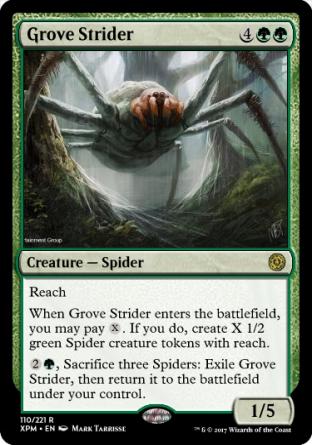 Grove Strider 4
tainment Group
Creature — Spider
Reach
When Grove Strider enters the battlefield,
you may pay X. If you do, create X 1/2
green Spider creature tokens with reach.
2, Sacrifice three Spiders: Exile Grove
Strider, then return it to the battlefield
under your control.
1/5
110/221 R
XPM • EN MARK TARRISSE
™ & © 2017 Wizards of the Coast